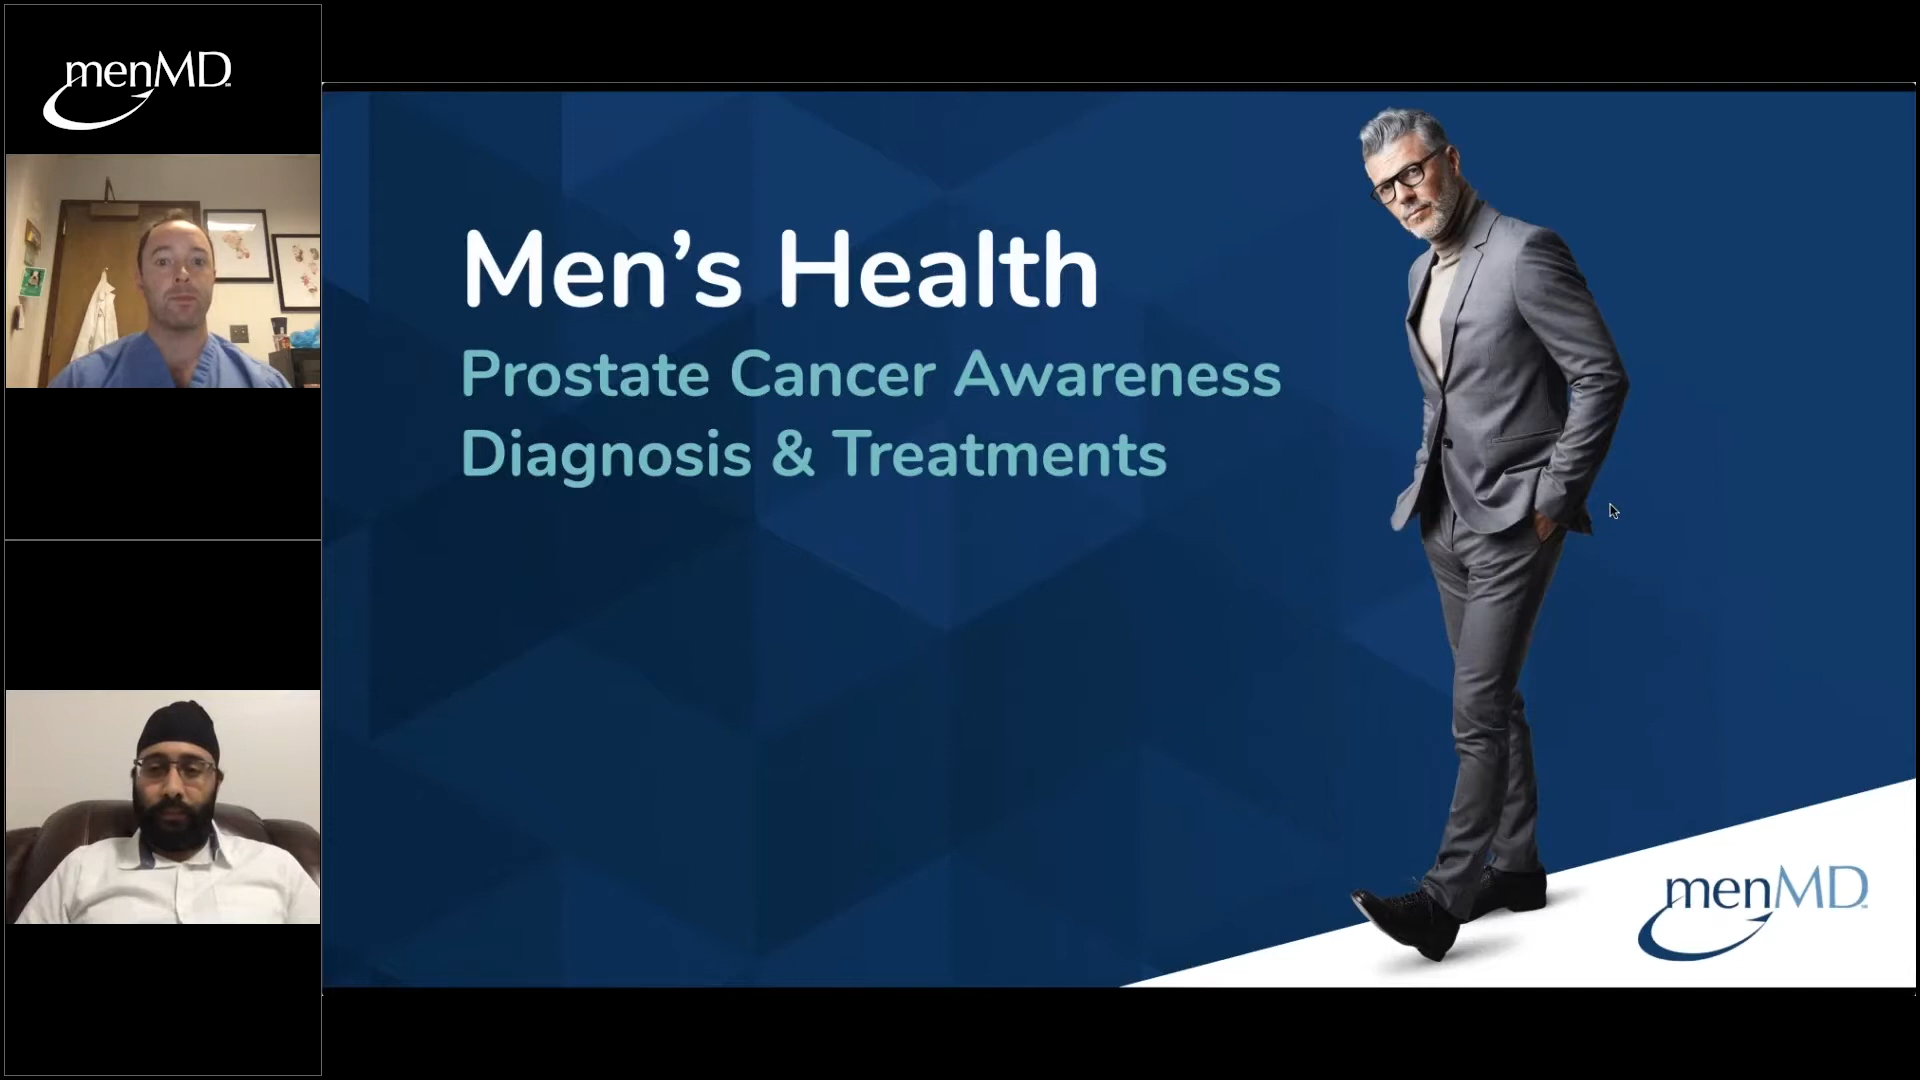 menMD
Men’s Health
Prostate Cancer Awareness
Diagnosis & Treatments
menMD